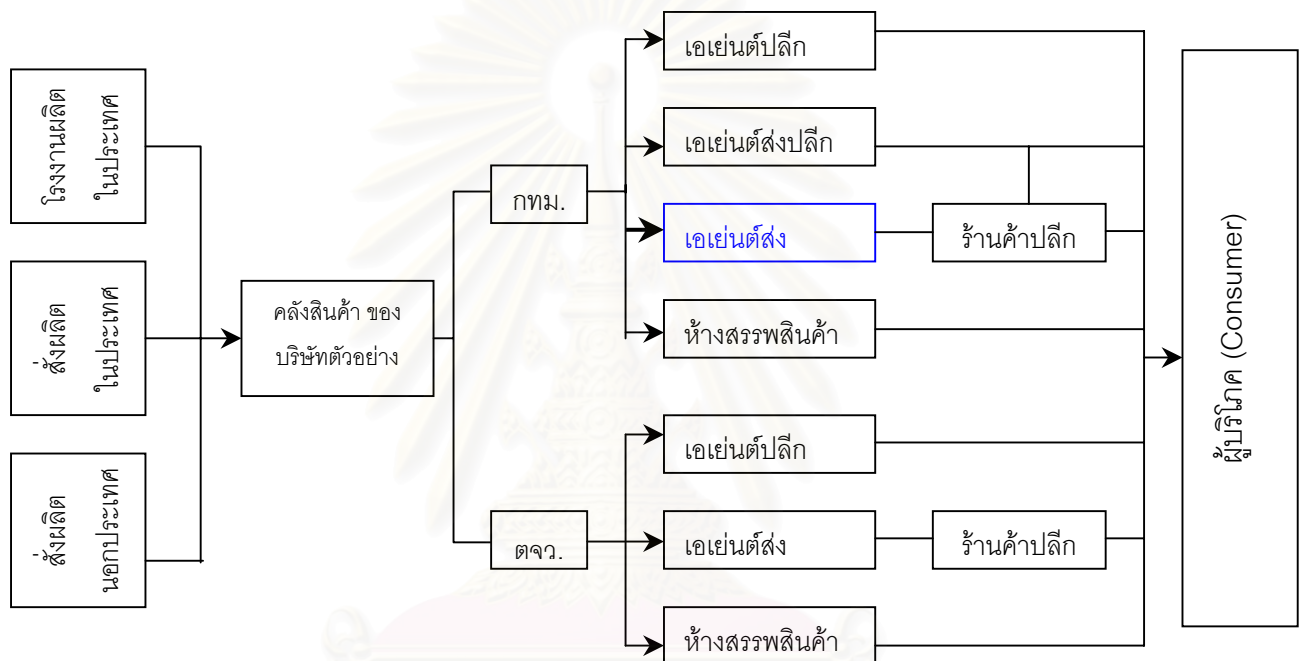 โรงงานผลิต
ในประเทศ
สั่งผลิต
ในประเทศ
สั่งผลิต
นอกประเทศ
คลังสินค้า ของ
บริษัทตัวอย่าง
กทม.
ตจว.
เอเย่นต์ปลีก
เอเย่นต์ส่งปลีก
เอเย่นต์ส่ง
ร้านค้าปลีก
ห้างสรรพสินค้า
เอเย่นต์ปลีก
เอเย่นต์ส่ง
ร้านค้าปลีก
ห้างสรรพสินค้า
ผู้บริโภค (Consumer)